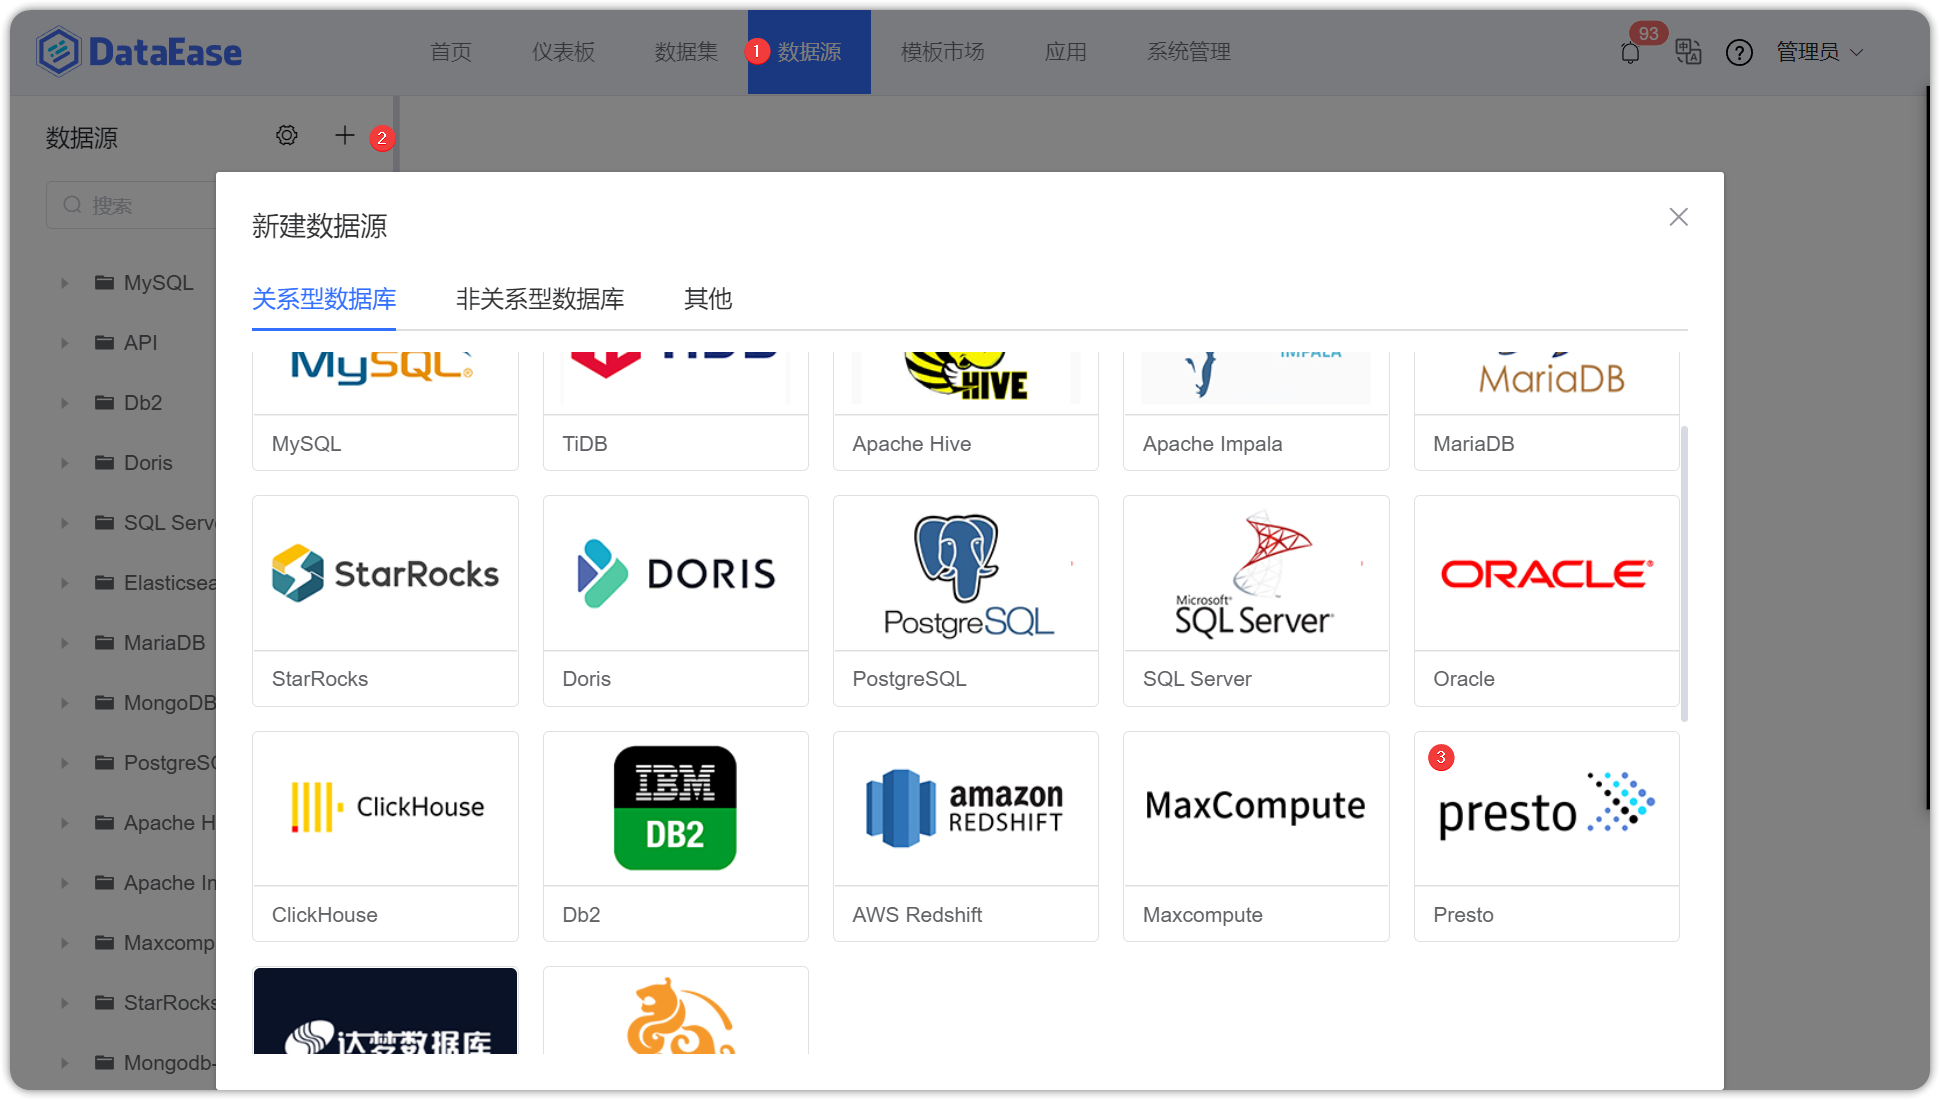 DataEase
首页 仪表板 数据集 1 数据源 模板市场 应用 系统管理 93 管理员
数据源 2
搜索
MySQL
API
Db2
Doris
SQL Serve
Elasticsea
MariaDB
MongoDB
PostgreSQ
Apache H
Apache Im
Maxcomp
StarRocks
Mongodb-
新建数据源
关系型数据库 非关系型数据库 其他
MySQL TiDB HIVE IMPALA MariaDB
MySQL TiDB Apache Hive Apache Impala MariaDB
StarRocks DORIS PostgreSQL Microsoft SQL Server ORACLE
StarRocks Doris PostgreSQL SQL Server Oracle
3
ClickHouse IBM DB2 amazon REDSHIFT MaxCompute presto
ClickHouse Db2 AWS Redshift Maxcompute Presto
达梦数据库